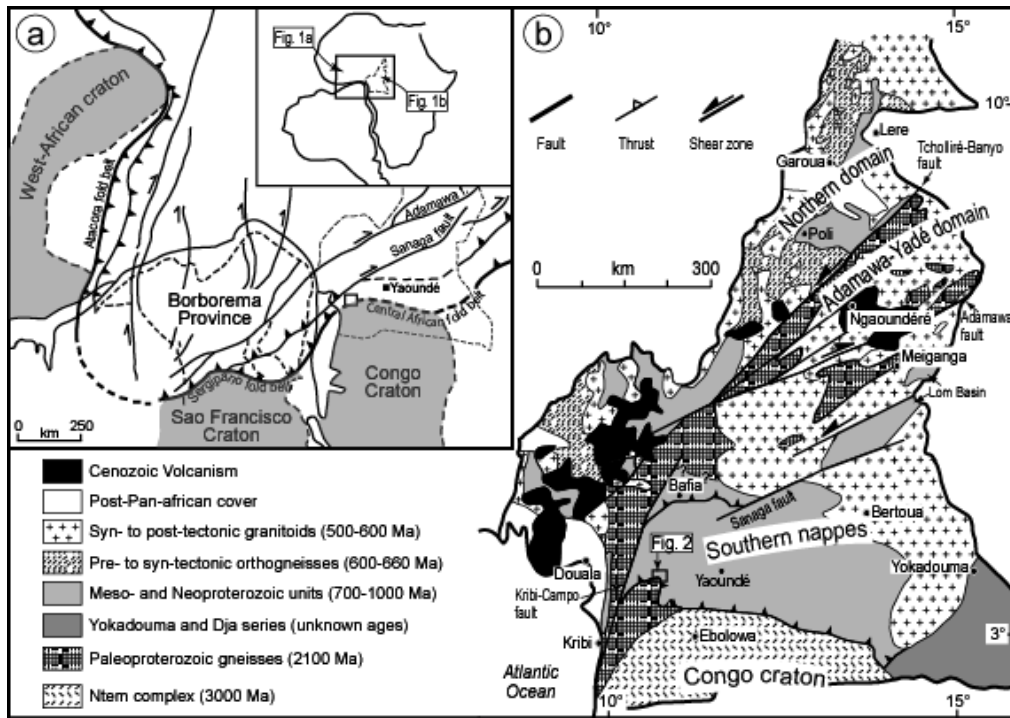 a
West-African craton
Atacora fold belt
Borborema
Province
Sergipano fold belt
Sao Francisco
Craton
Congo
Craton
Central African fold belt
Yaoundé
Sanaga fault
Adamawa f.
0 250
km
Fig. 1a
Fig. 1b
Cenozoic Volcanism
Post-Pan-african cover
Syn- to post-tectonic granitoids (500-600 Ma)
Pre- to syn-tectonic orthogneisses (600-660 Ma)
Meso- and Neoproterozoic units (700-1000 Ma)
Yokadouma and Dja series (unknown ages)
Paleoproterozoic gneisses (2100 Ma)
Ntem complex (3000 Ma)
b
10°
15°
10°
Fault
Thrust
Shear zone
0 300
km
Lere
Garoua
Tcholliré-Banyo
fault
Northern domain
Poli
Adamawa-Yadé domain
Ngaoundéré
Adamawa
fault
Meiganga
Lom Basin
Bafia
Sanaga fault
Bertoua
Southern nappes
Fig. 2
Douala
Yaoundé
Yokadouma
Kribi-Campo
fault
Kribi
Ebolowa
3°
Atlantic
Ocean
Congo craton
10°
15°